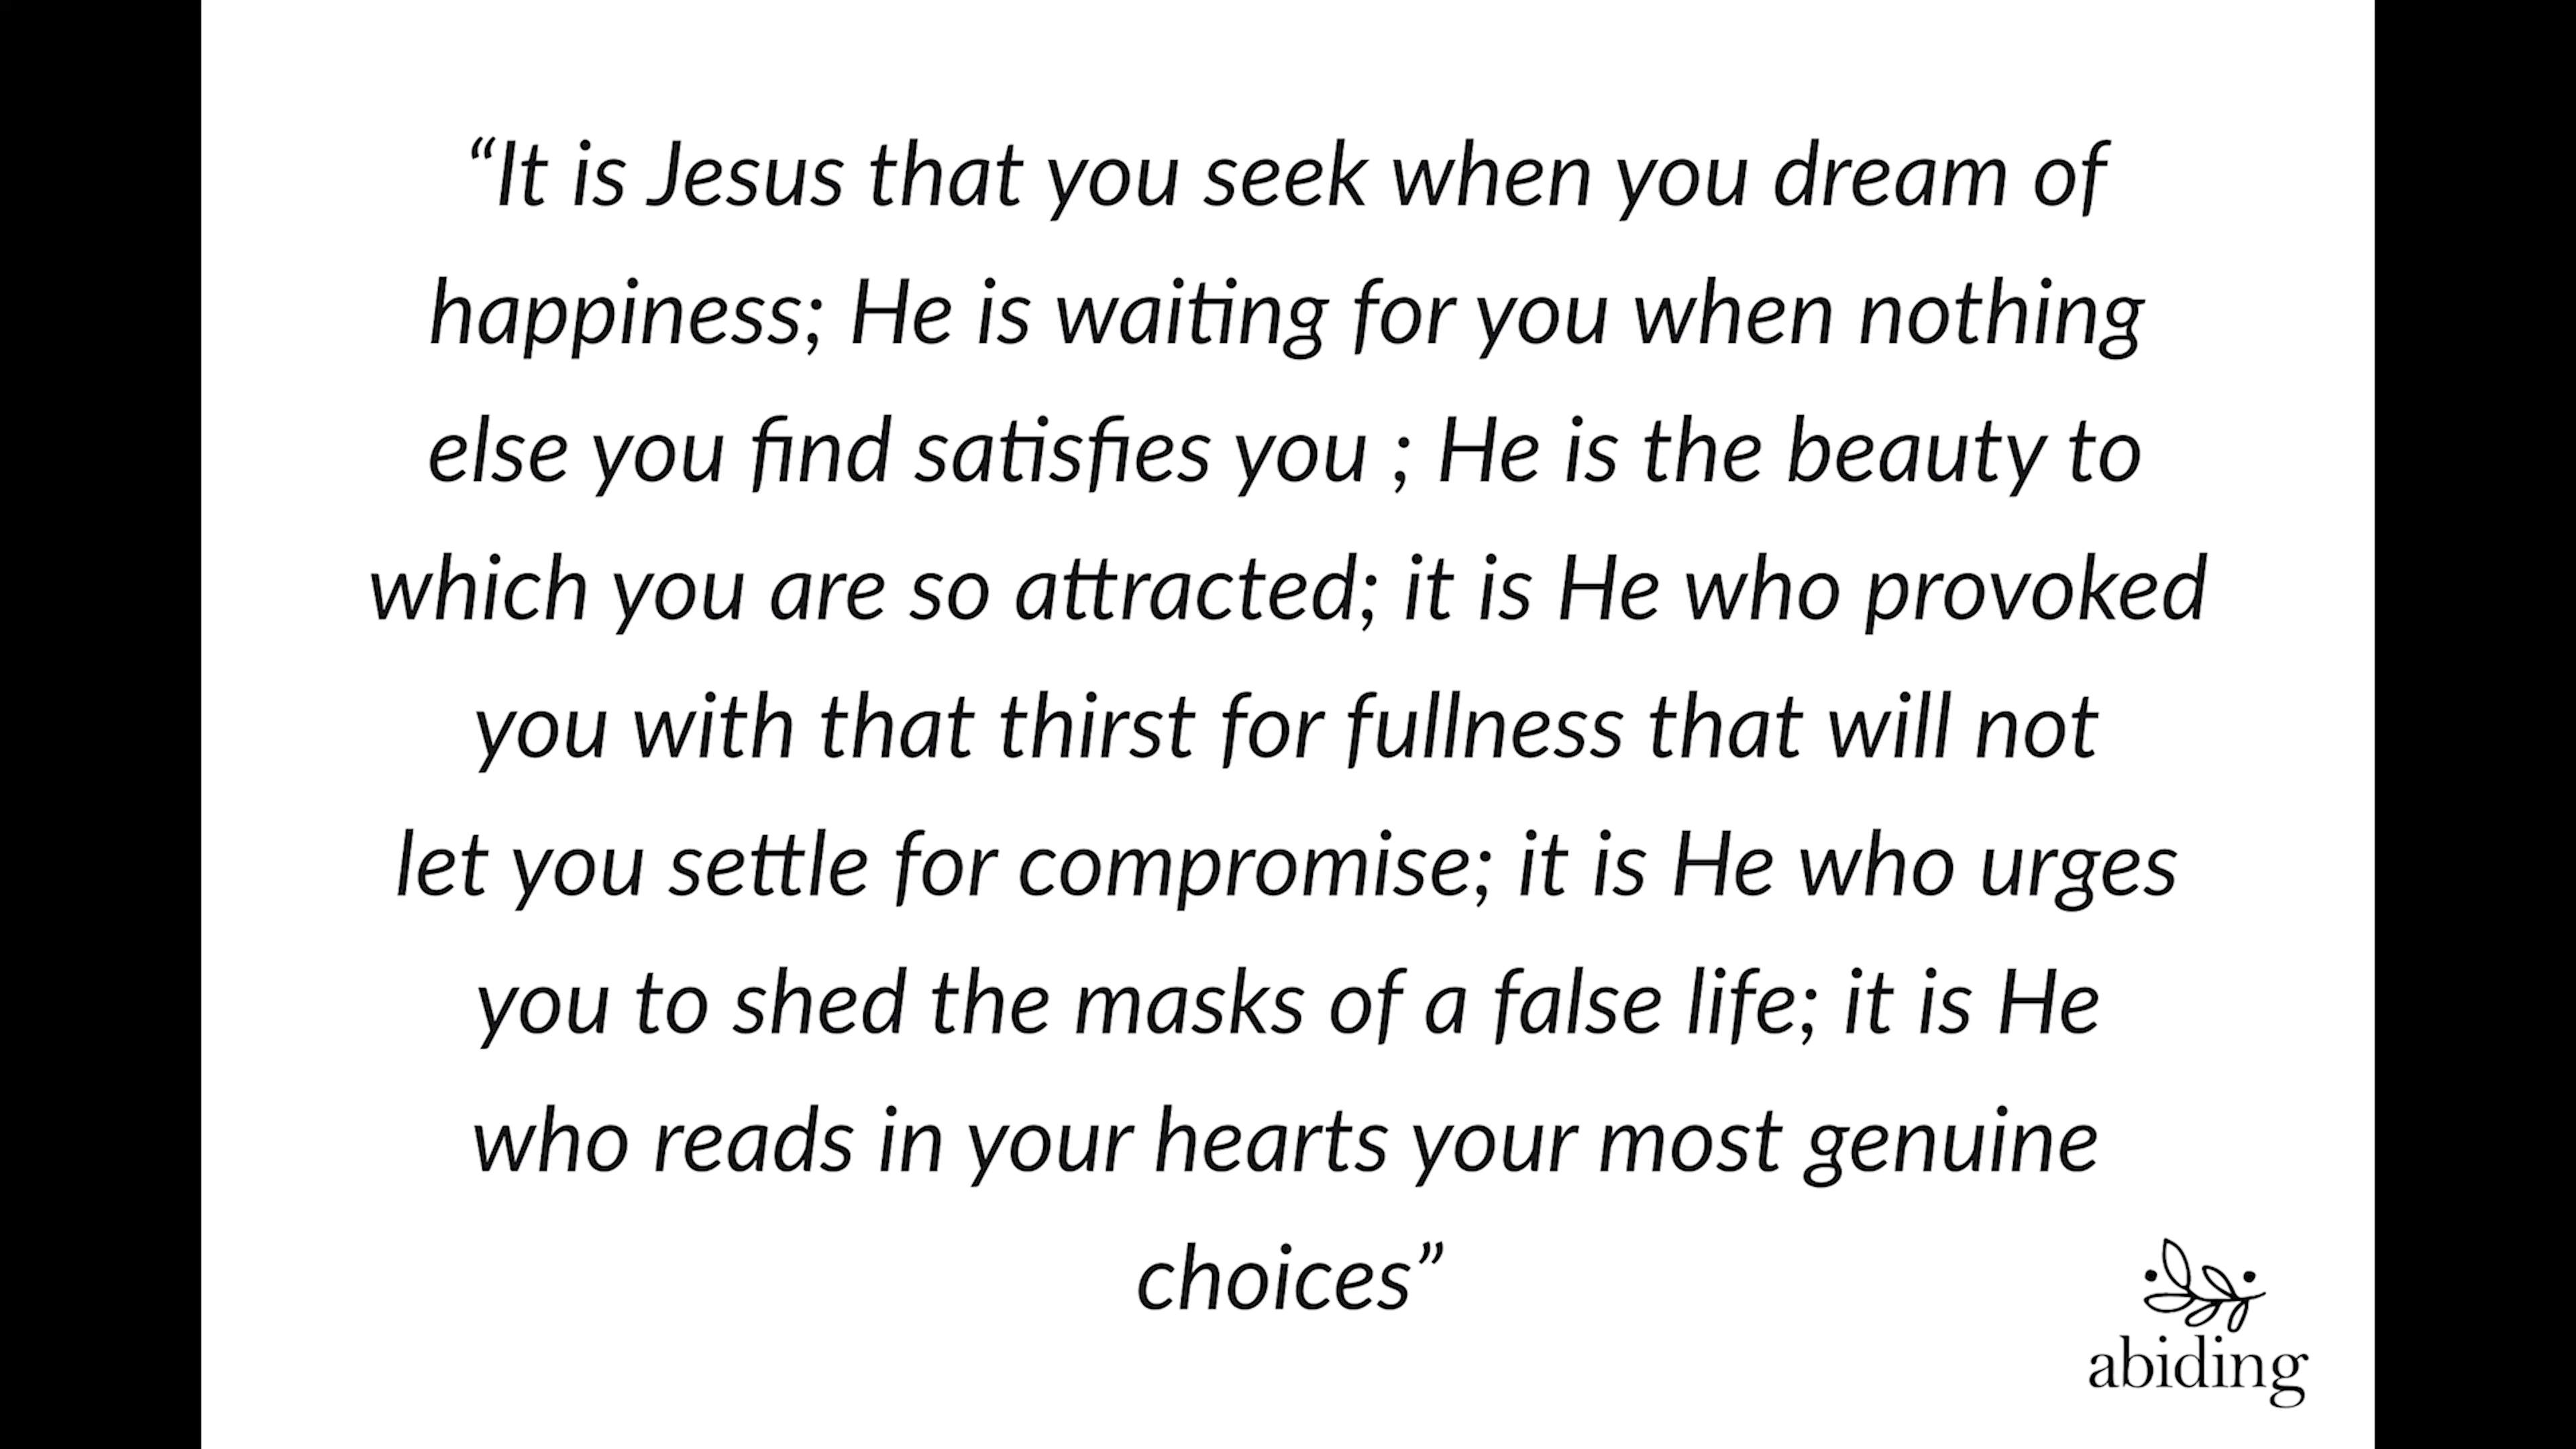 “It is Jesus that you seek when you dream of
happiness; He is waiting for you when nothing
else you find satisfies you ; He is the beauty to
which you are so attracted; it is He who provoked
you with that thirst for fullness that will not
let you settle for compromise; it is He who urges
you to shed the masks of a false life; it is He
who reads in your hearts your most genuine
choices”
abiding